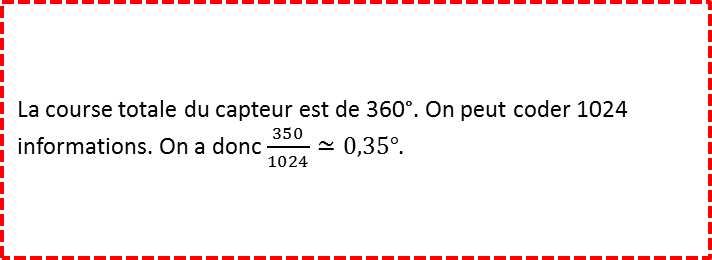 La course totale du capteur est de 360°. On peut coder 1024
informations. On a donc 350/1024 ≃ 0,35°.